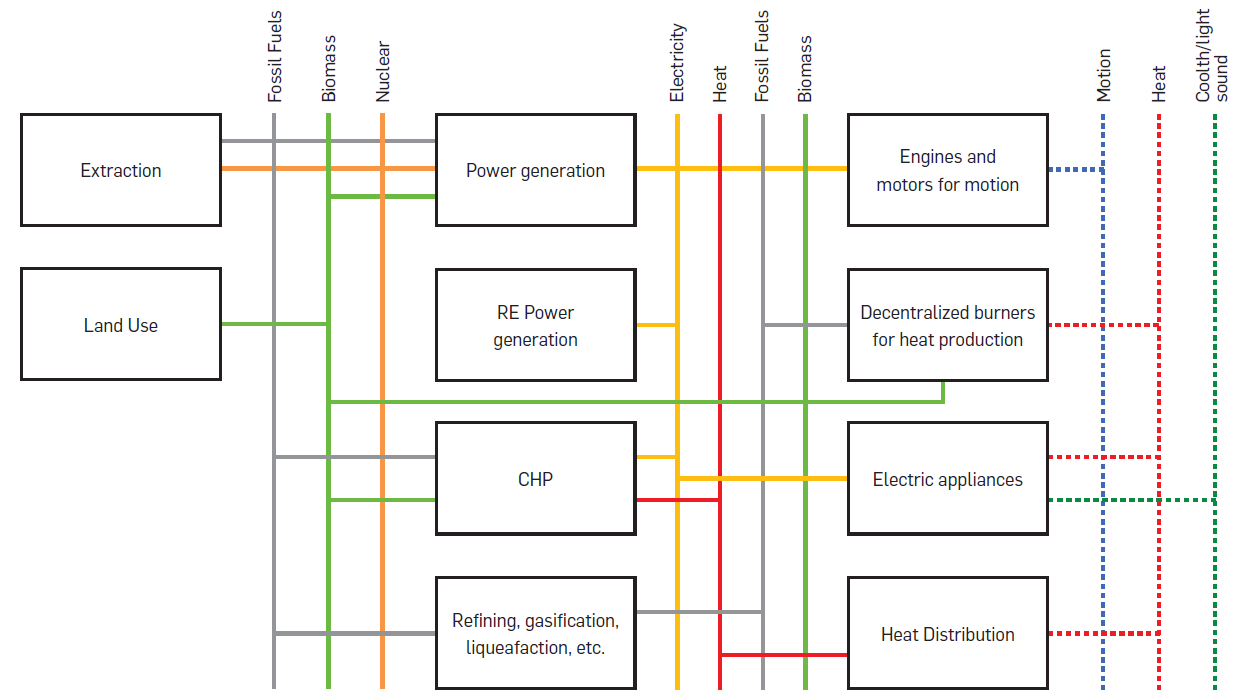 Fossil Fuels
Biomass
Nuclear
Electricity
Heat
Fossil Fuels
Biomass
Motion
Heat
Coolth/light
sound
Extraction
Power generation
Engines and
motors for motion
Land Use
RE Power
generation
Decentralized burners
for heat production
CHP
Electric appliances
Refining, gasification,
liqueafaction, etc.
Heat Distribution